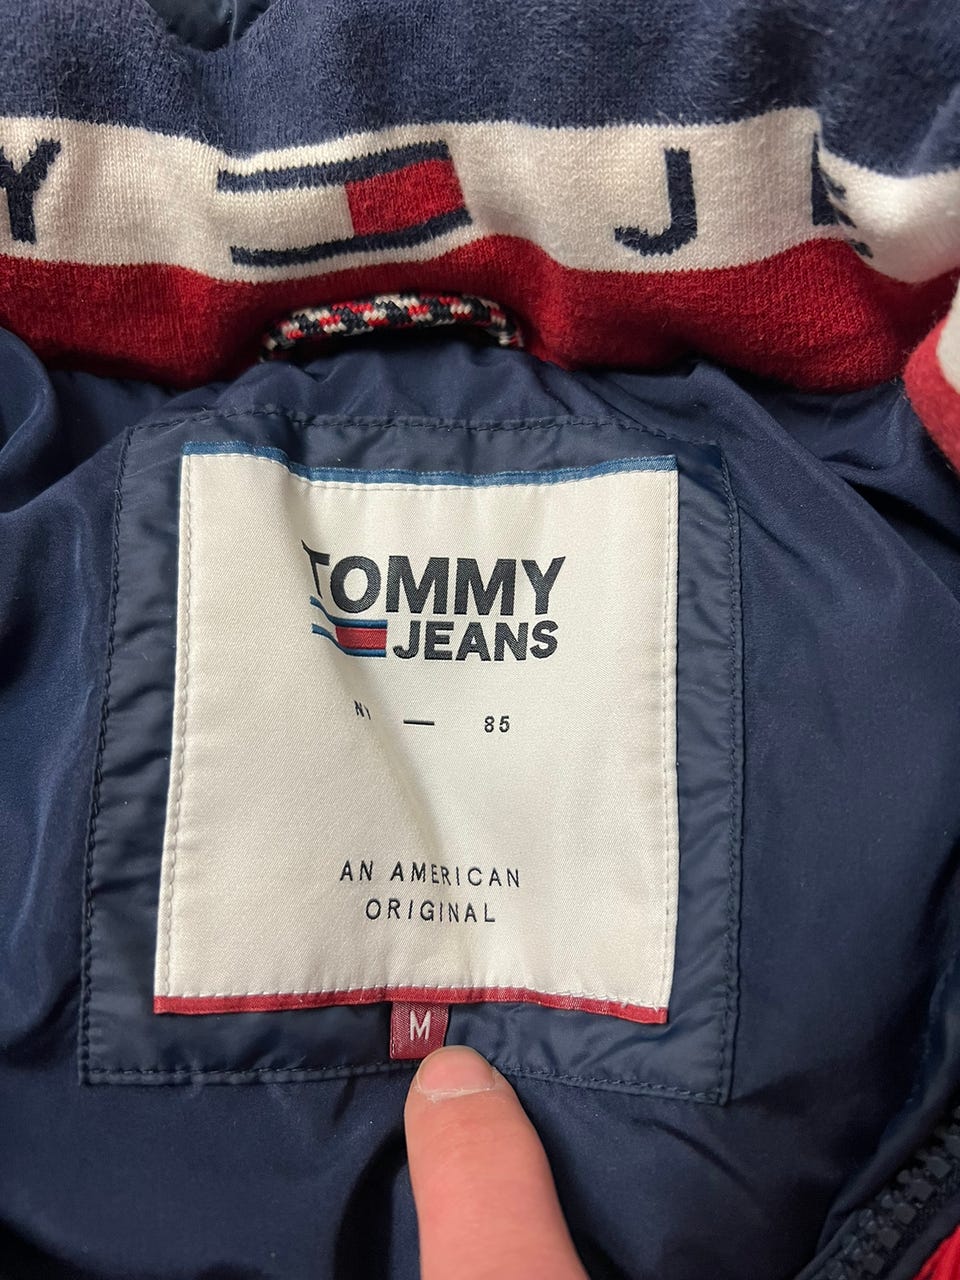 Y J E
TOMMY
JEANS
NY — 85
AN AMERICAN
ORIGINAL
M